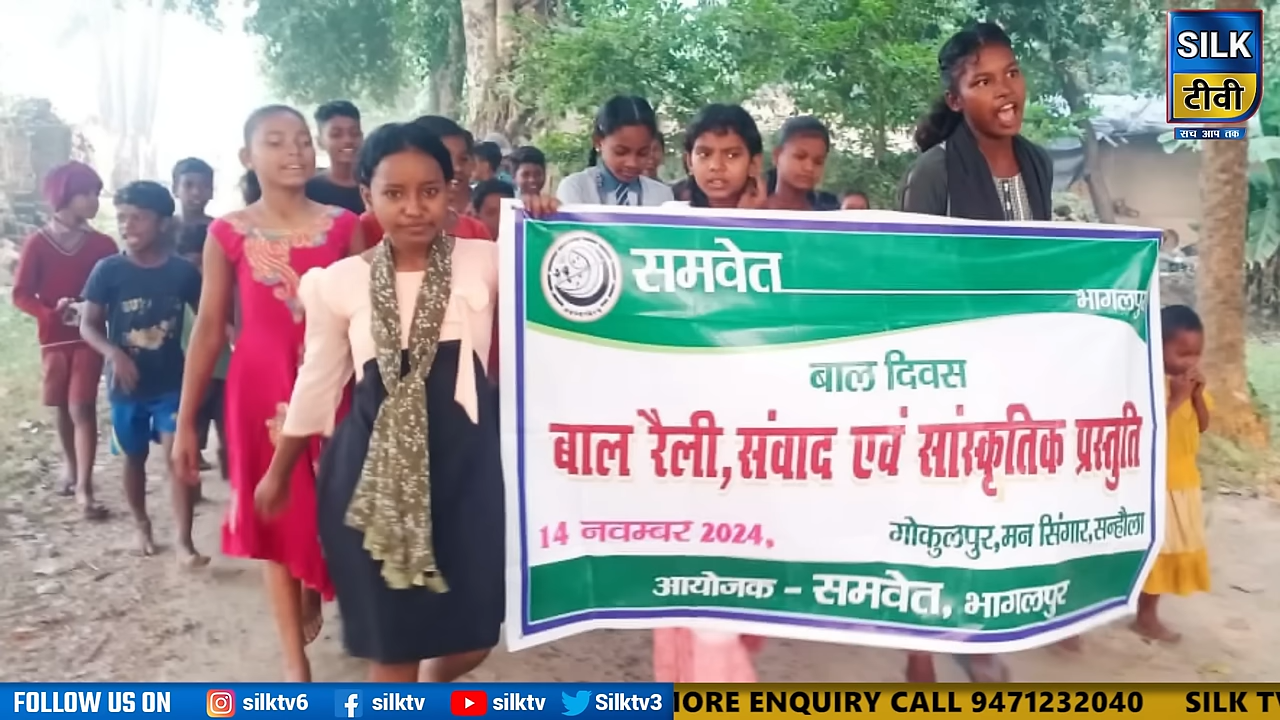 SILK
टीवी
सच आप तक
समवेत
भागलपुर
बाल दिवस
बाल रैली, संवाद एवं सांस्कृतिक प्रस्तुति
14 नवम्बर 2024,
गोकुलपुर, मन सिंगार, सन्हौला
आयोजक - समवेत, भागलपुर
FOLLOW US ON silktv6 silktv silktv Silktv3
MORE ENQUIRY CALL 9471232040 SILK TV